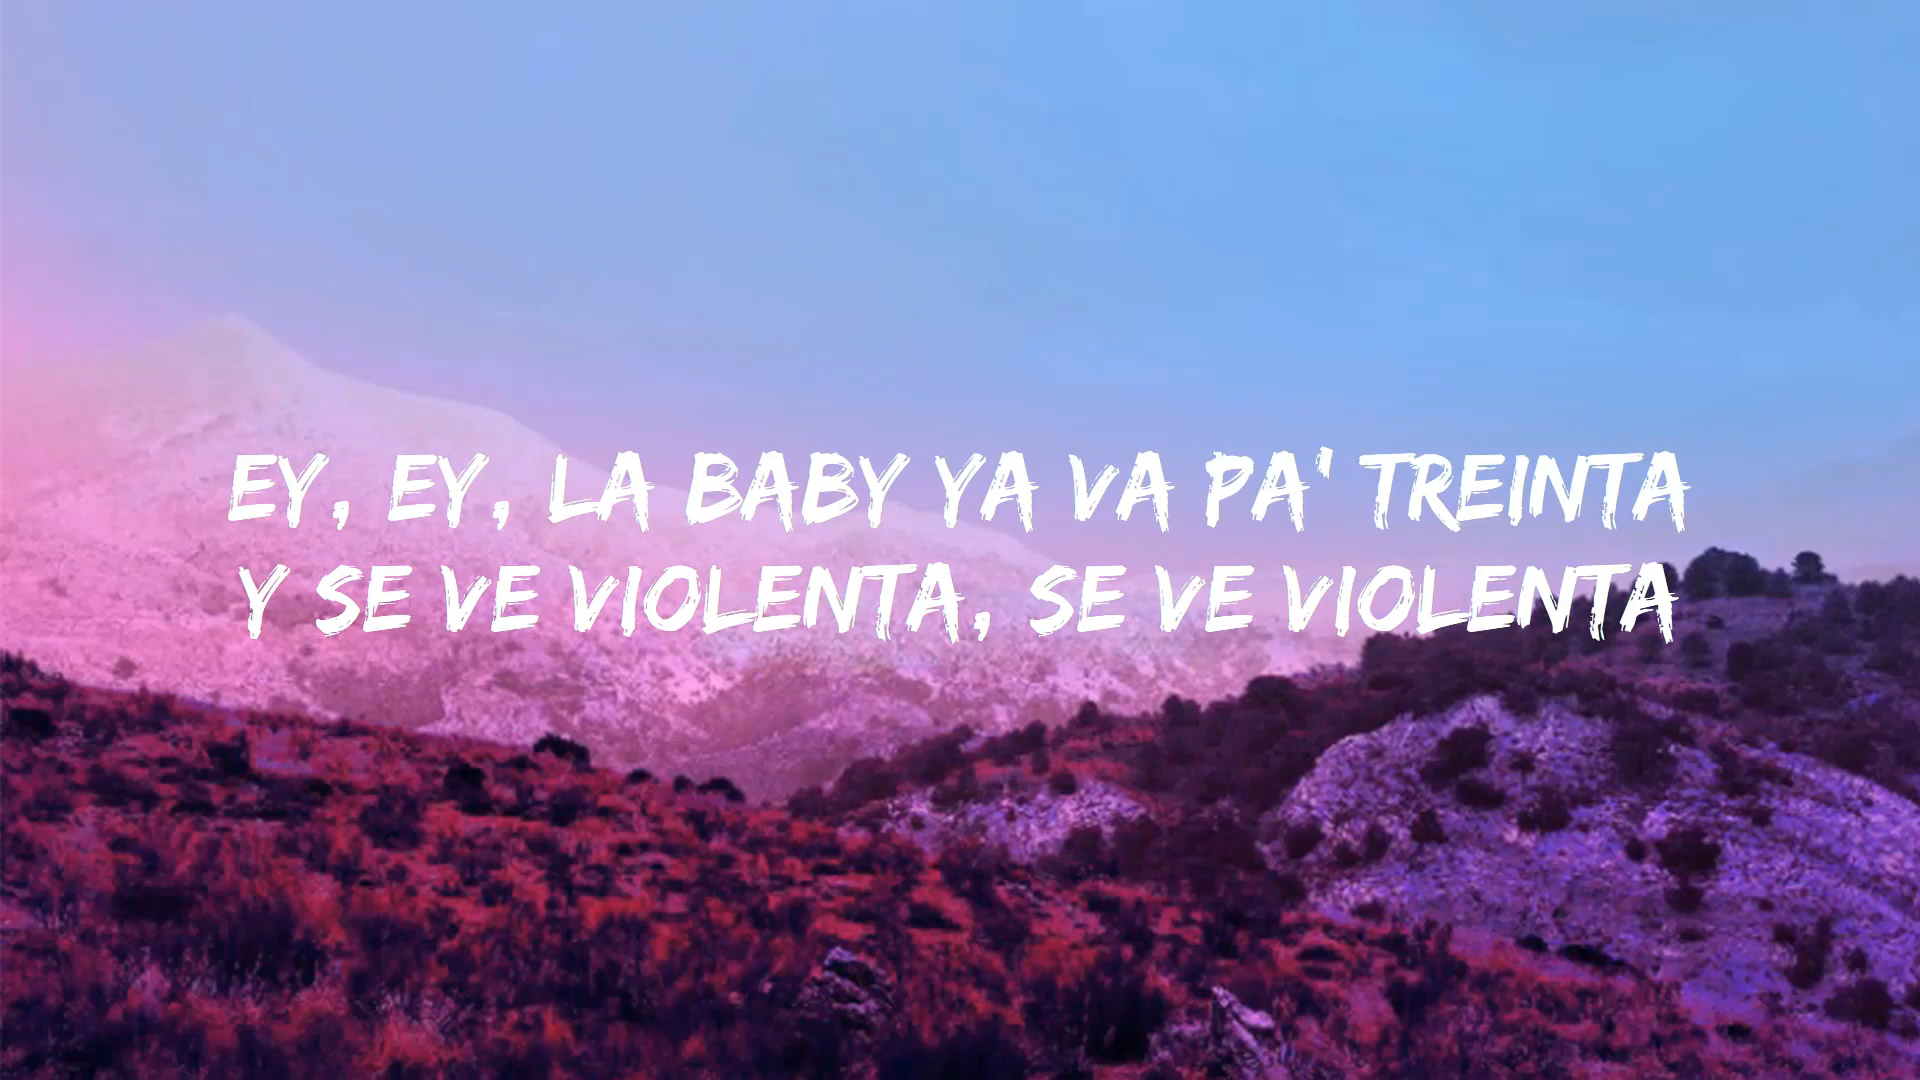 EY, EY, LA BABY YA VA PA' TREINTA
Y SE VE VIOLENTA, SE VE VIOLENTA